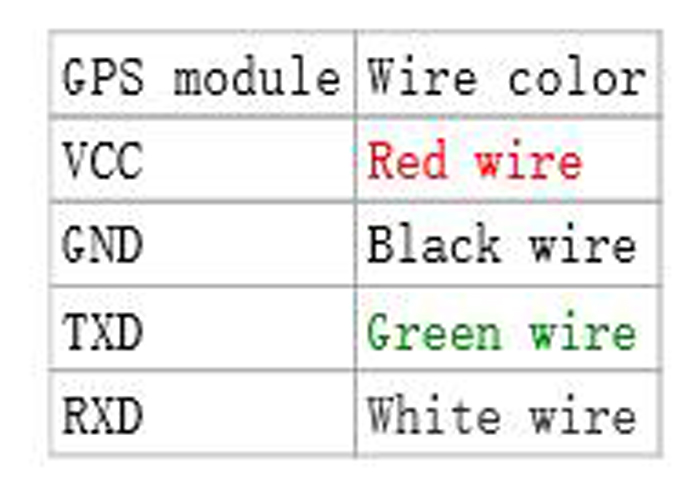 GPS module Wire color
VCC Red wire
GND Black wire
TXD Green wire
RXD White wire